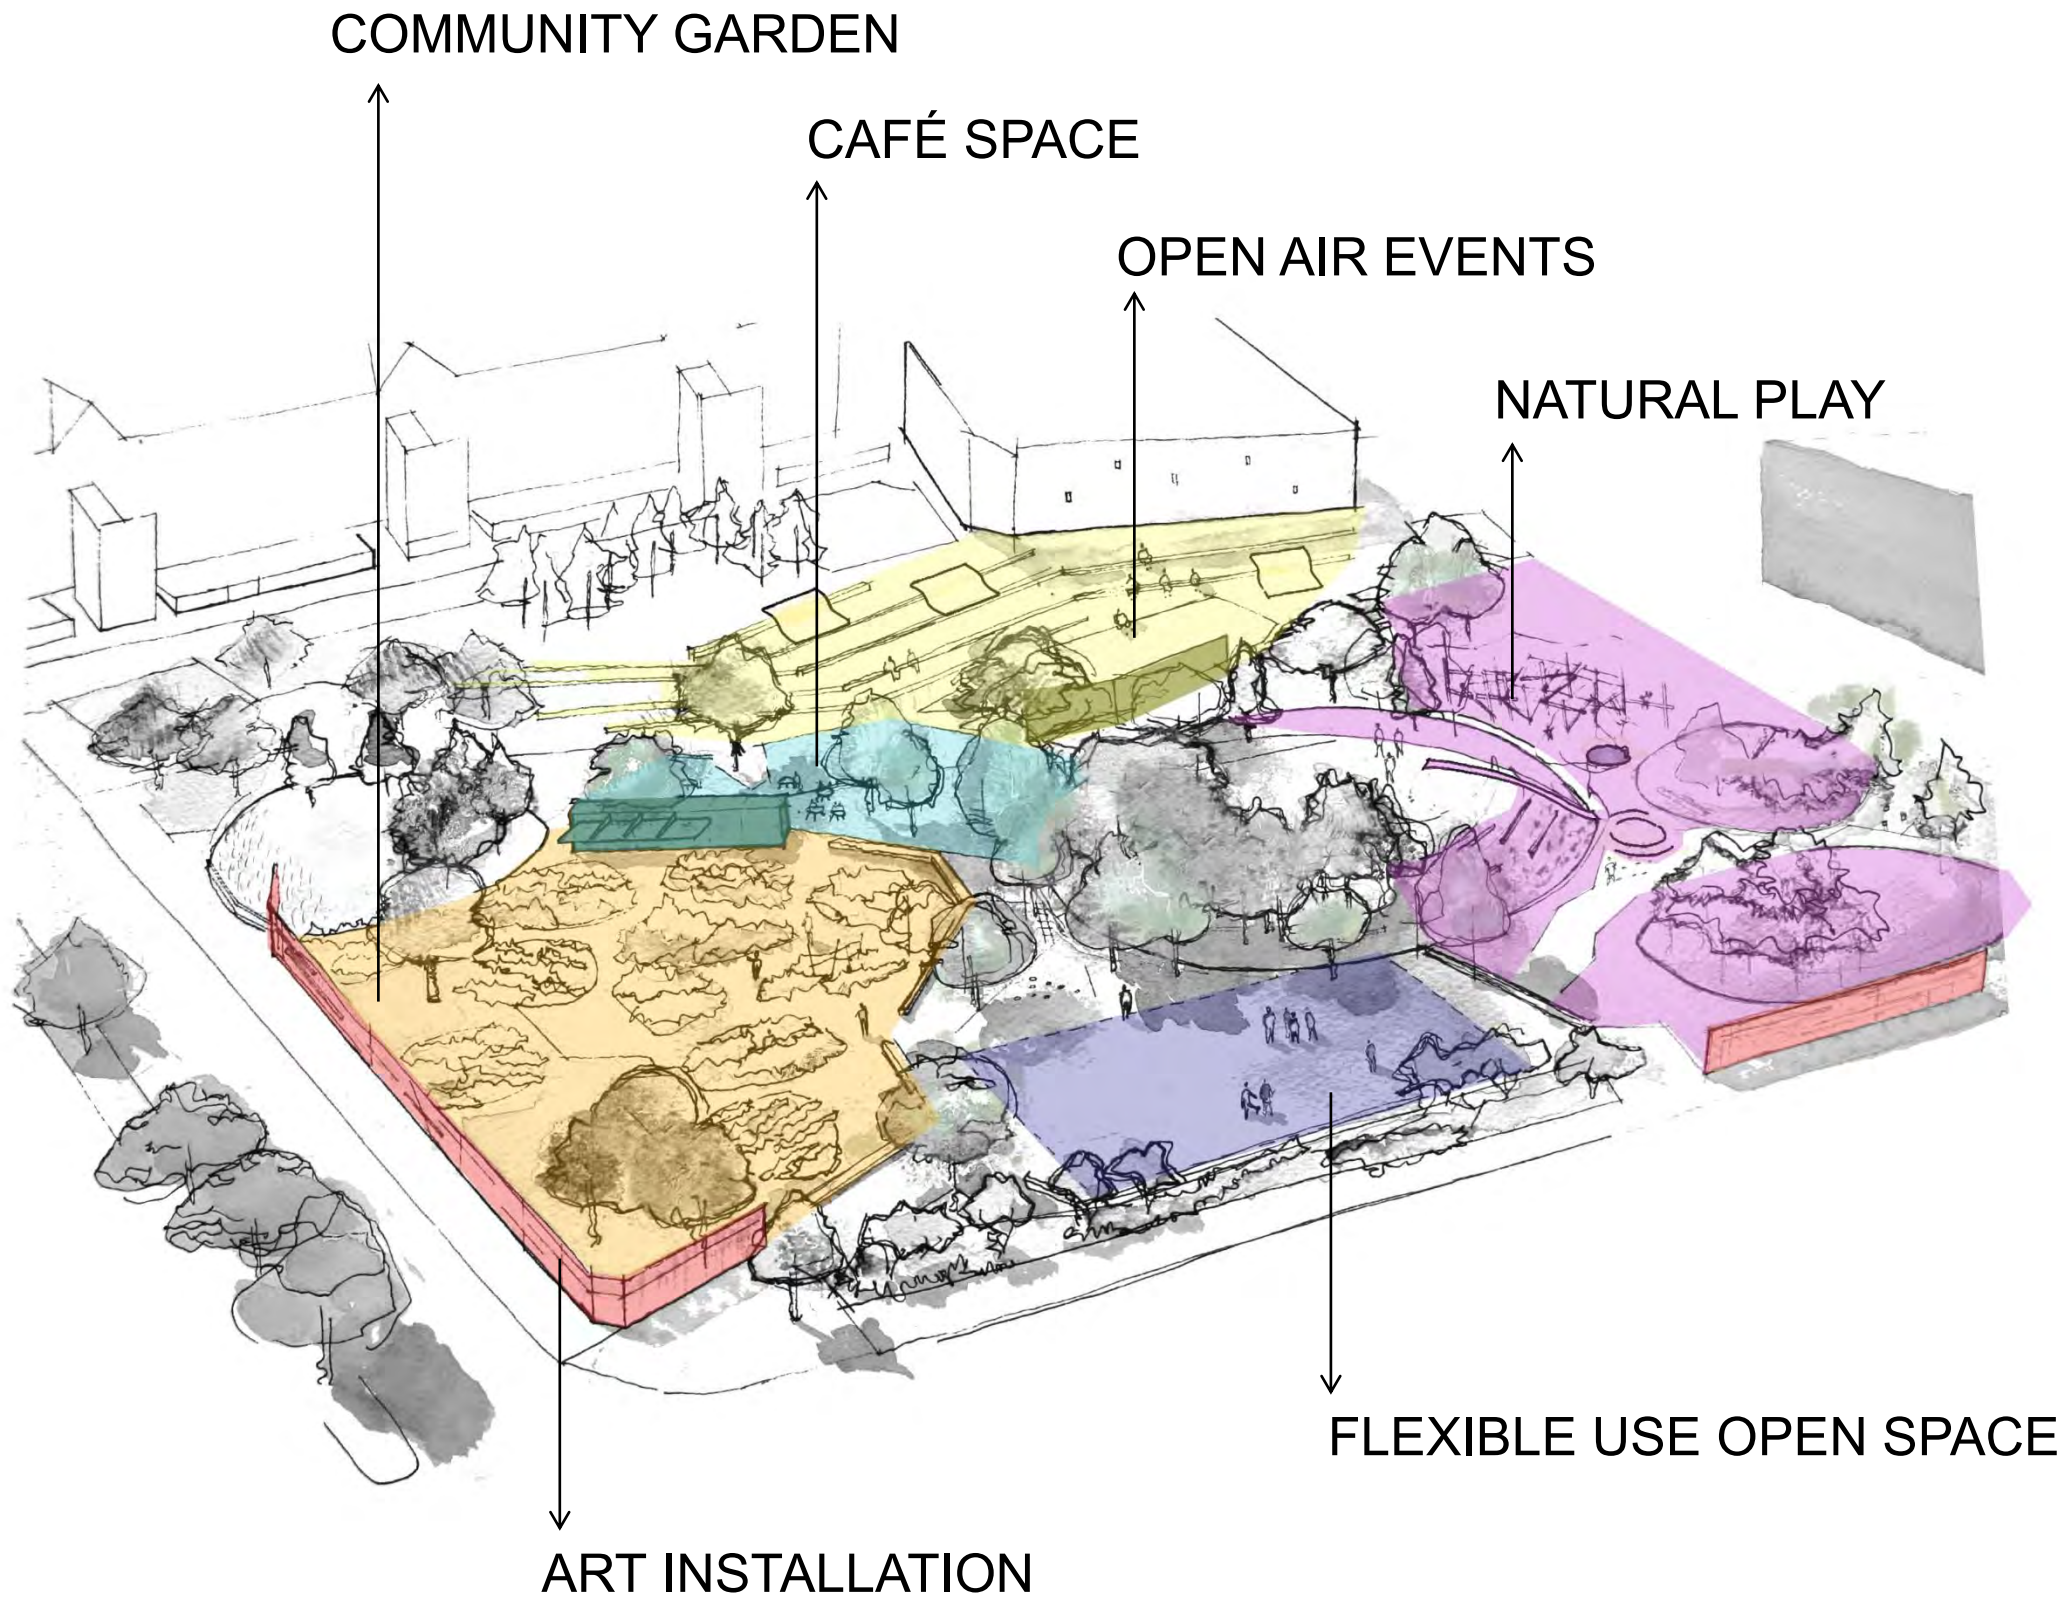 COMMUNITY GARDEN
CAFÉ SPACE
OPEN AIR EVENTS
NATURAL PLAY
FLEXIBLE USE OPEN SPACE
ART INSTALLATION